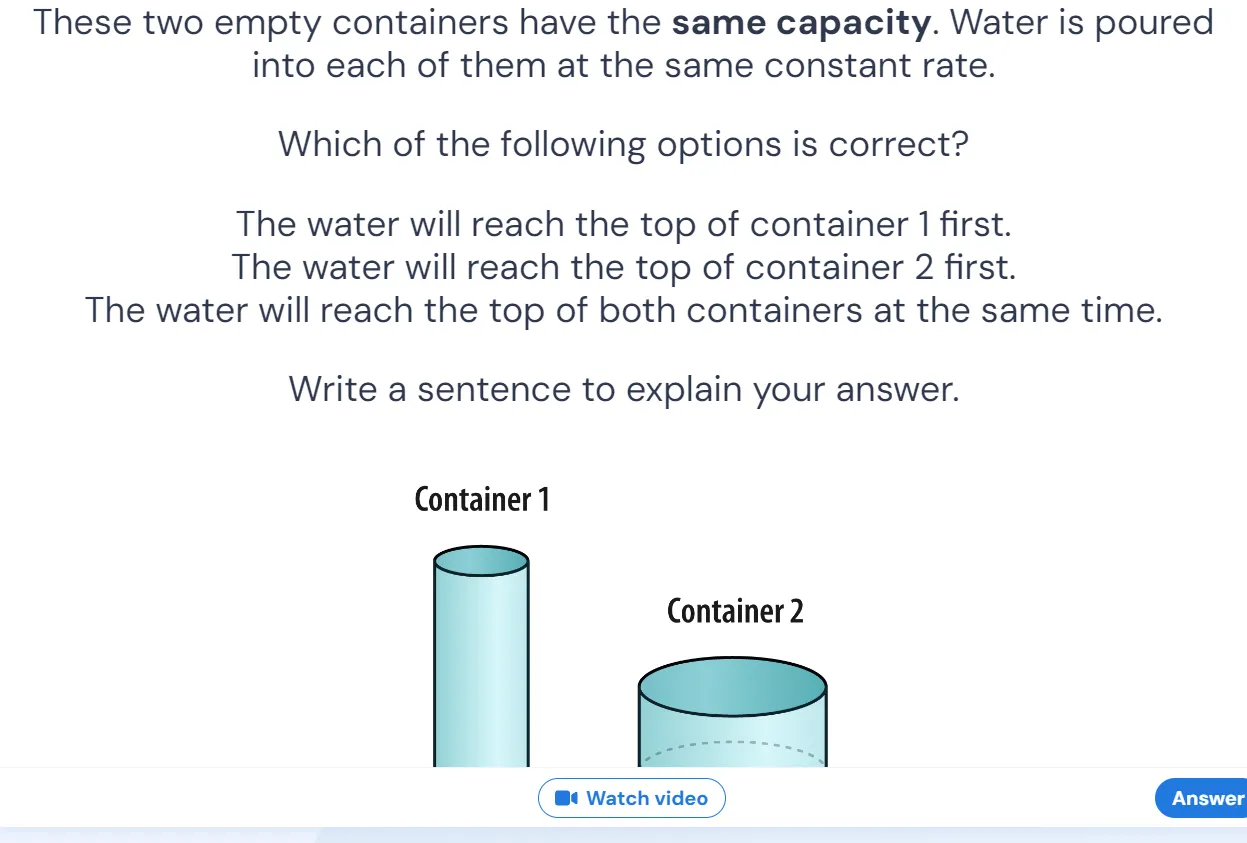 These two empty containers have the same capacity. Water is poured
into each of them at the same constant rate.
Which of the following options is correct?
The water will reach the top of container 1 first.
The water will reach the top of container 2 first.
The water will reach the top of both containers at the same time.
Write a sentence to explain your answer.
Container 1
Container 2
Watch video
Answer